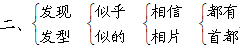 二、
发现 似乎 相信 都有
发型 似的 相片 首都